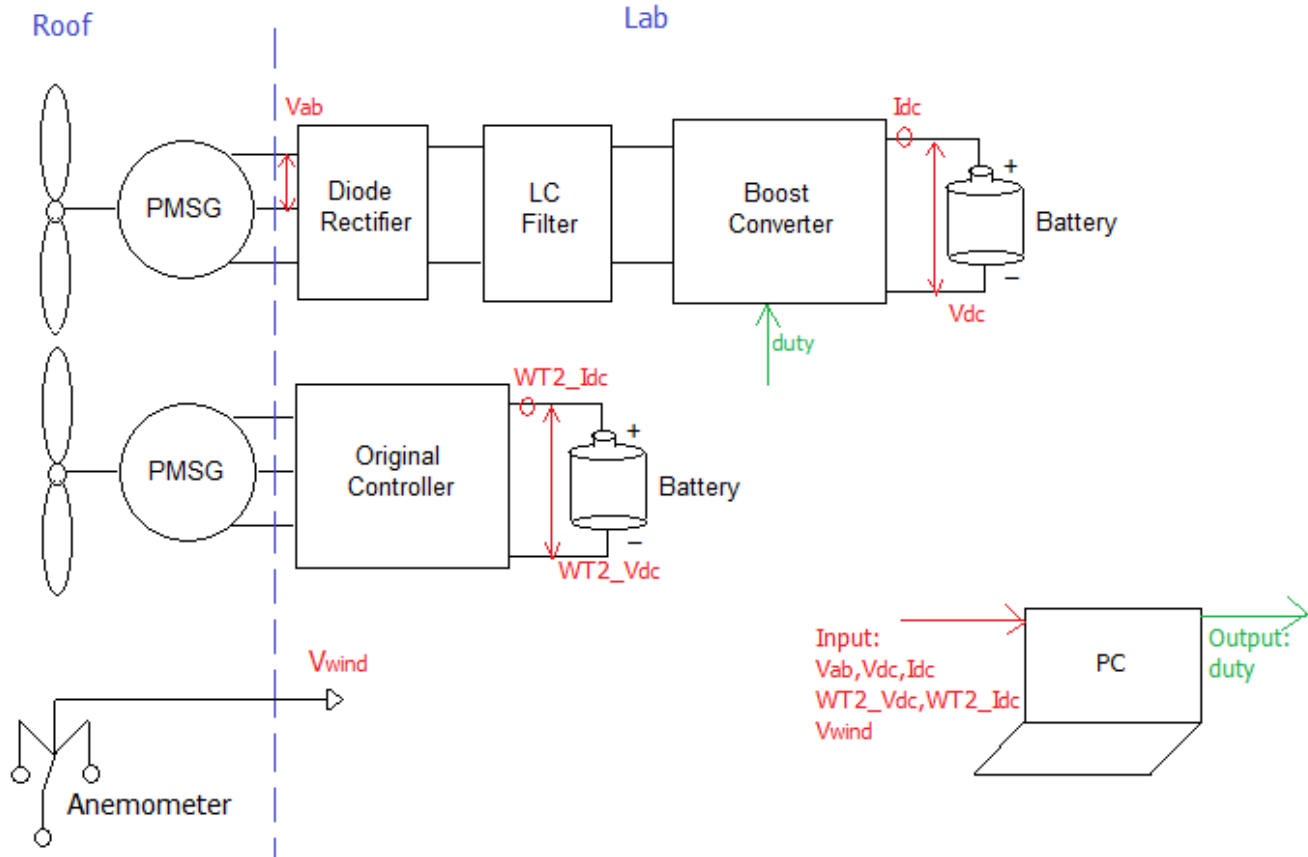 Roof
Lab
Vab
Idc
PMSG
Diode
Rectifier
LC
Filter
Boost
Converter
+
Battery
−
Vdc
duty
WT2_Idc
PMSG
Original
Controller
+
Battery
−
WT2_Vdc
Vwind
Input:
Vab,Vdc,Idc
WT2_Vdc,WT2_Idc
Vwind
PC
Output:
duty
Anemometer